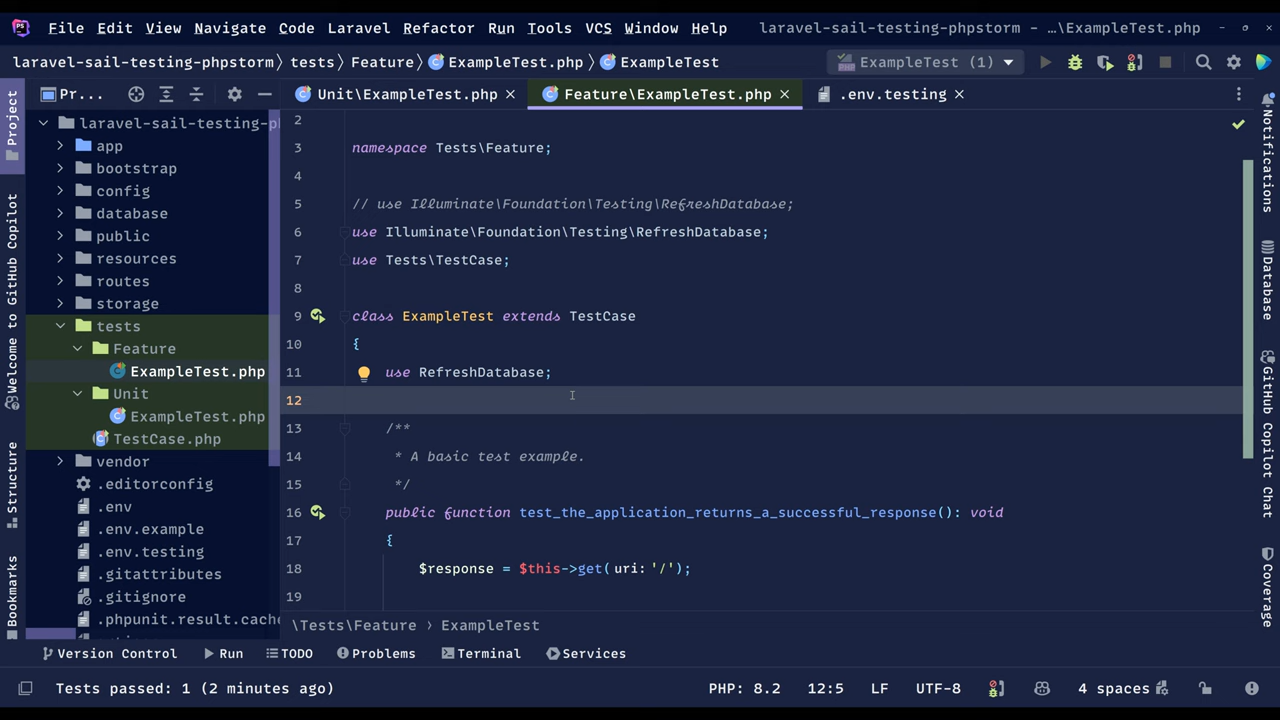 File Edit View Navigate Code Laravel Refactor Run Tools VCS Window Help laravel-sail-testing-phpstorm - …\ExampleTest.php
laravel-sail-testing-phpstorm › tests › Feature › ExampleTest.php › ExampleTest ExampleTest (1)
Project
Welcome to GitHub Copilot
Structure
Bookmarks
Pr...
laravel-sail-testing-p
app
bootstrap
config
database
public
resources
routes
storage
tests
Feature
ExampleTest.php
Unit
ExampleTest.php
TestCase.php
vendor
.editorconfig
.env
.env.example
.env.testing
.gitattributes
.gitignore
.phpunit.result.cache
Unit\ExampleTest.php Feature\ExampleTest.php .env.testing
2
3 namespace Tests\Feature;
4
5 // use Illuminate\Foundation\Testing\RefreshDatabase;
6 use Illuminate\Foundation\Testing\RefreshDatabase;
7 use Tests\TestCase;
8
9 class ExampleTest extends TestCase
10 {
11 use RefreshDatabase;
12
13 /**
14 * A basic test example.
15 */
16 public function test_the_application_returns_a_successful_response(): void
17 {
18 $response = $this->get( uri: '/');
19
\Tests\Feature › ExampleTest
Notifications
Database
GitHub Copilot Chat
Coverage
Version Control Run TODO Problems Terminal Services
Tests passed: 1 (2 minutes ago) PHP: 8.2 12:5 LF UTF-8 4 spaces